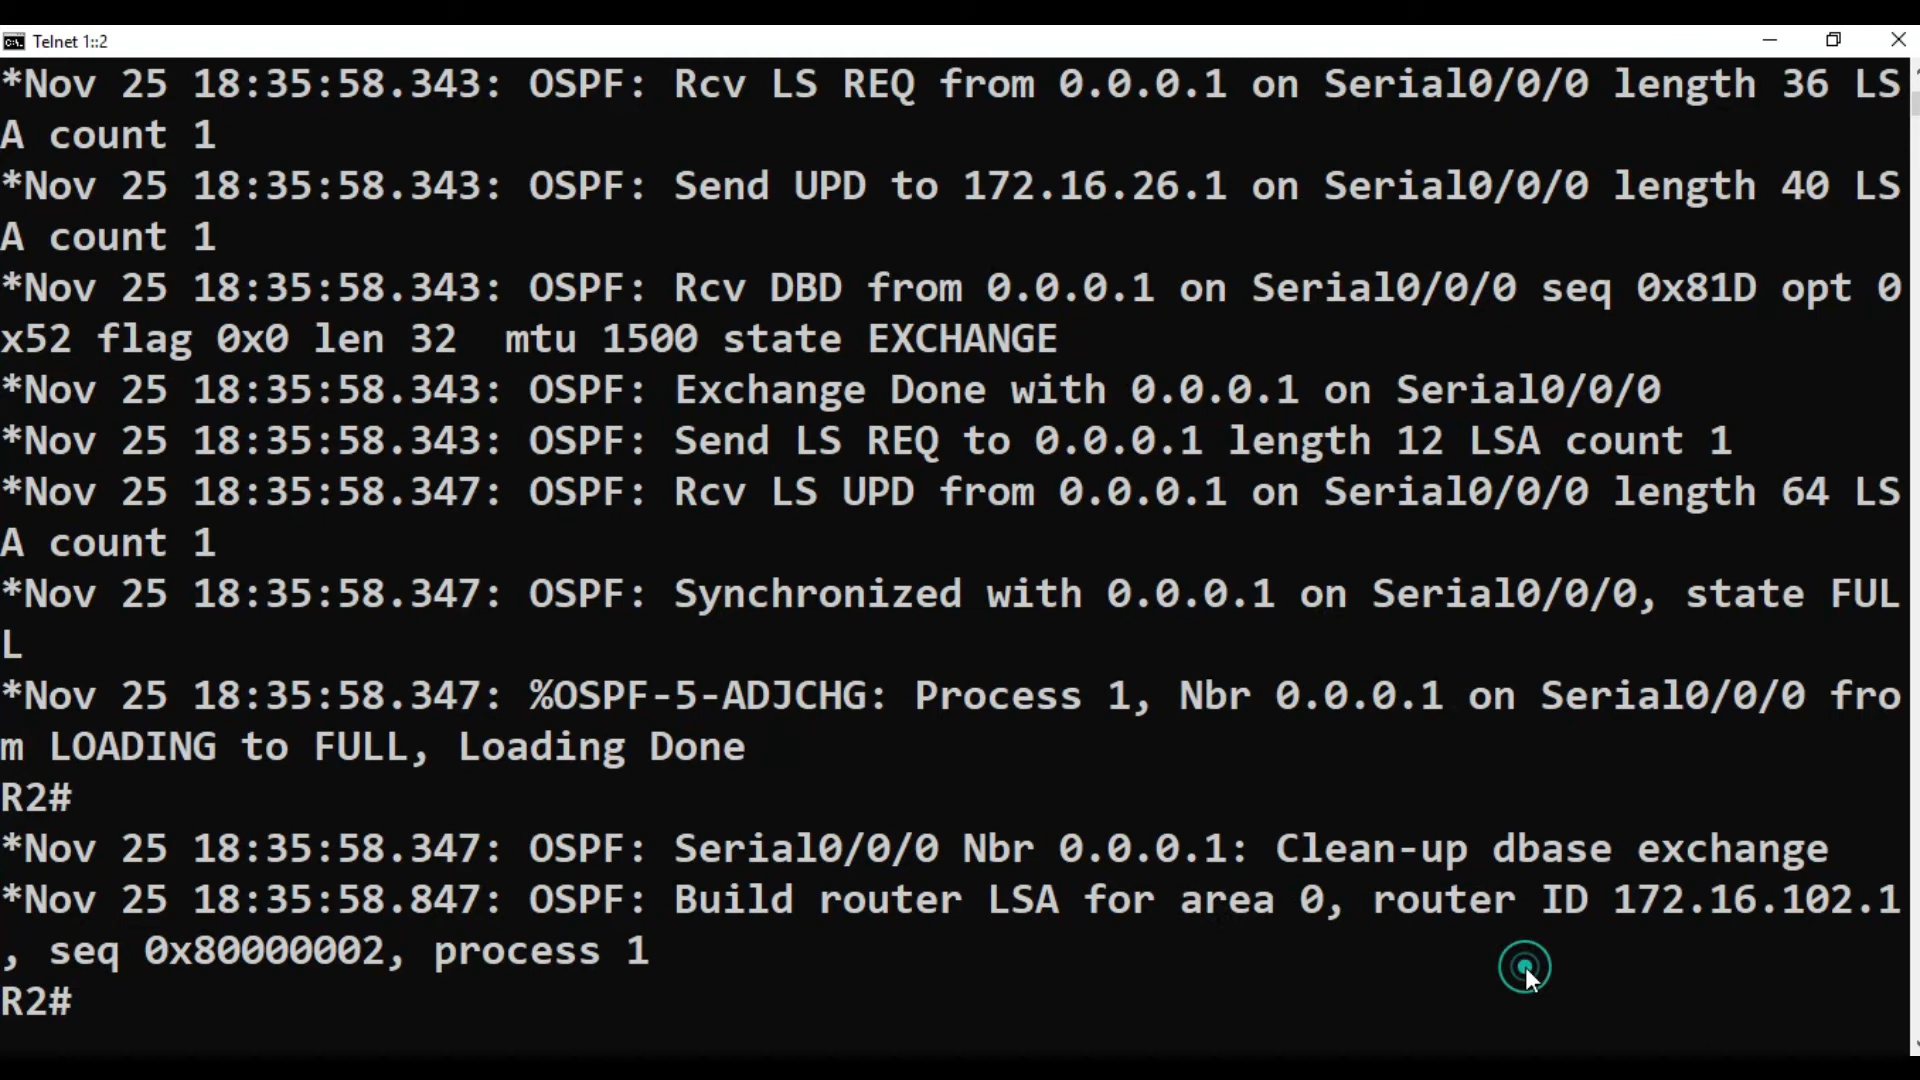 Telnet 1::2
*Nov 25 18:35:58.343: OSPF: Rcv LS REQ from 0.0.0.1 on Serial0/0/0 length 36 LS
A count 1
*Nov 25 18:35:58.343: OSPF: Send UPD to 172.16.26.1 on Serial0/0/0 length 40 LS
A count 1
*Nov 25 18:35:58.343: OSPF: Rcv DBD from 0.0.0.1 on Serial0/0/0 seq 0x81D opt 0
x52 flag 0x0 len 32  mtu 1500 state EXCHANGE
*Nov 25 18:35:58.343: OSPF: Exchange Done with 0.0.0.1 on Serial0/0/0
*Nov 25 18:35:58.343: OSPF: Send LS REQ to 0.0.0.1 length 12 LSA count 1
*Nov 25 18:35:58.347: OSPF: Rcv LS UPD from 0.0.0.1 on Serial0/0/0 length 64 LS
A count 1
*Nov 25 18:35:58.347: OSPF: Synchronized with 0.0.0.1 on Serial0/0/0, state FUL
L
*Nov 25 18:35:58.347: %OSPF-5-ADJCHG: Process 1, Nbr 0.0.0.1 on Serial0/0/0 fro
m LOADING to FULL, Loading Done
R2#
*Nov 25 18:35:58.347: OSPF: Serial0/0/0 Nbr 0.0.0.1: Clean-up dbase exchange
*Nov 25 18:35:58.847: OSPF: Build router LSA for area 0, router ID 172.16.102.1
, seq 0x80000002, process 1
R2#